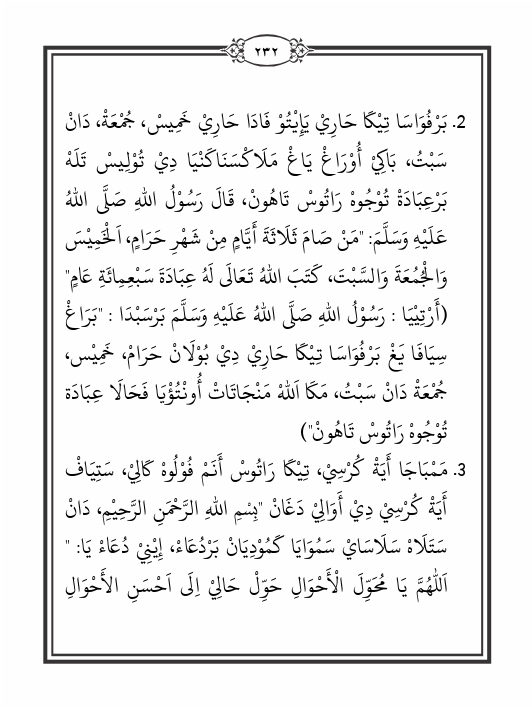 ٢٣٢
2. بَرْفُوَاسَا تِيْكَا حَارِيْ يَإِيْتُوْ فَادَا حَارِيْ خَمِيسْ، جُمْعَةْ، دَانْ
سَبْتُ، بَاكِيْ أُوْرَاغْ يَاغْ مَلَاكْسَنَاكَنْيَا دِيْ تُوْلِيسْ تَلَهْ
بَرْعِبَادَةْ تُوْجُوهْ رَاتُوسْ تَاهُونْ، قَالَ رَسُوْلُ اللهِ صَلَّى اللهُ
عَلَيْهِ وَسَلَّمَ: "مَنْ صَامَ ثَلَاثَةَ أَيَّامٍ مِنْ شَهْرِ حَرَامٍ، اَلْخَمِيْسَ
وَالْجُمُعَةَ وَالسَّبْتَ، كَتَبَ اللهُ تَعَالَى لَهُ عِبَادَةَ سَبْعِمِائَةِ عَامٍ"
(أَرْتِيْيَا : رَسُوْلُ اللهِ صَلَّى اللهُ عَلَيْهِ وَسَلَّمَ بَرْسَبْدَا : "بَرَاغْ
سِيَافَا يَغْ بَرْفُوَاسَا تِيْكَا حَارِيْ دِيْ بُوْلَانْ حَرَامْ، خَمِيْس،
جُمْعَةْ دَانْ سَبْتُ، مَكَا اَللهْ مَنْجَاتَاتْ أُونْتُؤْيَا فَحَالَا عِبَادَة
تُوْجُوهْ رَاتُوسْ تَاهُونْ")
3. مَمْبَاجَا أَيَةْ كُرْسِيْ، تِيْكَا رَاتُوسْ أَنَمْ فُوْلُوهْ كَالِيْ، سَتِيَافْ
أَيَةْ كُرْسِيْ دِيْ أَوَالِيْ دَغَانْ "بِسْمِ اللهِ الرَّحْمَنِ الرَّحِيْمِ، دَانْ
سَتَلَاهْ سَلَاسَايْ سَمُوَايَا كَمُوْدِيَانْ بَرْدُعَاءْ، إِيْنِيْ دُعَاءْ يَا: "
اَللّٰهُمَّ يَا مُحَوِّلَ الْأَحْوَالِ حَوِّلْ حَالِيْ اِلَى اَحْسَنِ الأَحْوَالِ